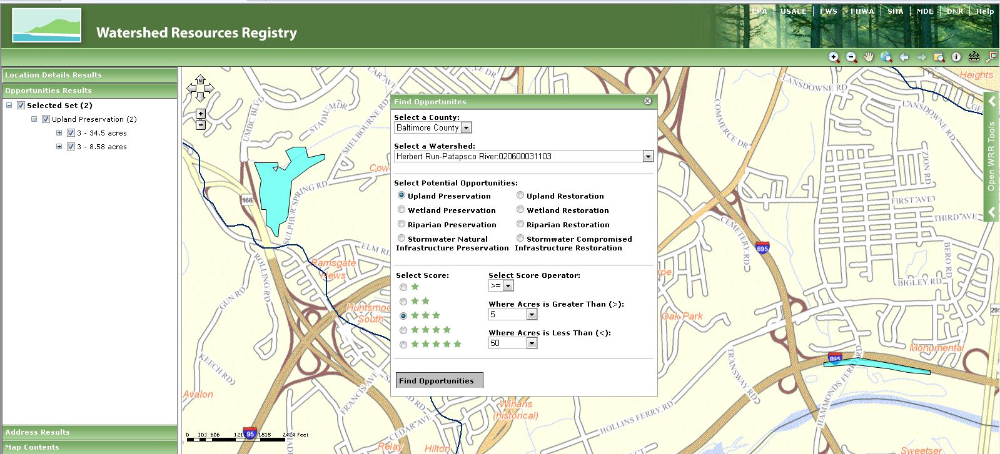 EPA USACE FWS FHWA SHA MDE DNR Help
Watershed Resources Registry
Location Details Results
Opportunities Results
Selected Set (2)
Upland Preservation (2)
3 - 34.5 acres
3 - 8.58 acres
Address Results
Map Contents
Find Opportunites
Select a County:
Baltimore County
Select a Watershed:
Herbert Run-Patapsco River:020600031103
Select Potential Opportunities:
Upland Preservation
Upland Restoration
Wetland Preservation
Wetland Restoration
Riparian Preservation
Riparian Restoration
Stormwater Natural
Infrastructure Preservation
Stormwater Compromised
Infrastructure Restoration
Select Score:
Select Score Operator:
>=
Where Acres is Greater Than (>):
5
Where Acres is Less Than (<):
50
Find Opportunities
Open WRR Tools
N
UMBC BLVD
STADIUM DR
SHELBOURNE RD
SULPHUR SPRING RD
166
ROLLING RD
GUN RD
ELM RD
Ramsgate
News
South
KEECH RD
Avalon
FRANCIS AVE
CEDAR AVE
Relay
Hilton
Winans
(historical)
HOLLINS FERRY RD
95
0 303 606 1818 2424 Feet
LANSDOWNE RD
LANSDOWNE RD
Heights
COMMERCE DR
ZION RD
FIRST AVE
THIRD AVE
CEMETERY RD
695
BERO RD
BIGLEY RD
295
Oak Park
Monumental
895
TRANSWAY RD
HAMMONDS FERRY RD
Sweetser